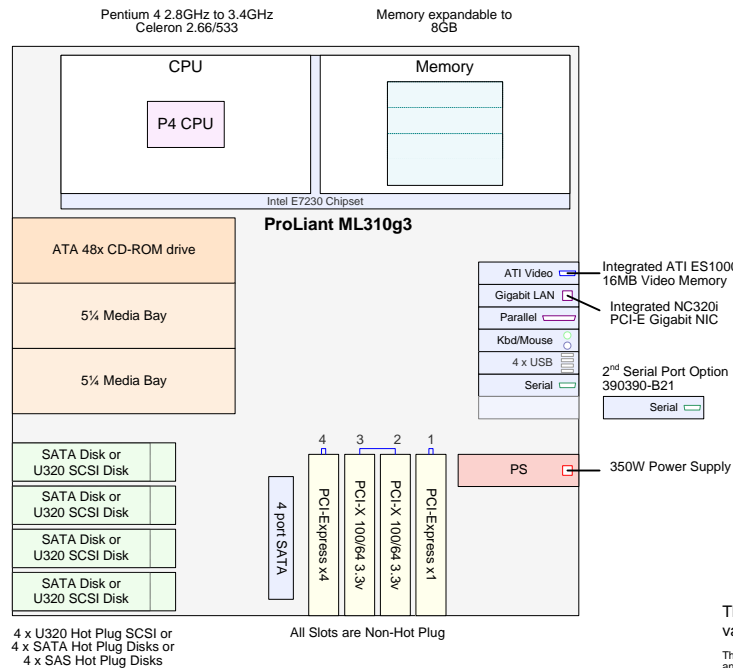 Pentium 4 2.8GHz to 3.4GHz
Celeron 2.66/533
Memory expandable to
8GB
CPU
Memory
P4 CPU
Intel E7230 Chipset
ProLiant ML310g3
ATA 48x CD-ROM drive
5¼ Media Bay
5¼ Media Bay
ATI Video
Integrated ATI ES1000
16MB Video Memory
Gigabit LAN
Integrated NC320i
PCI-E Gigabit NIC
Parallel
Kbd/Mouse
4 x USB
Serial
2nd Serial Port Option
390390-B21
Serial
SATA Disk or
U320 SCSI Disk
SATA Disk or
U320 SCSI Disk
SATA Disk or
U320 SCSI Disk
SATA Disk or
U320 SCSI Disk
4 port SATA
4
3
2
1
PCI-Express x4
PCI-X 100/64 3.3v
PCI-X 100/64 3.3v
PCI-Express x1
PS
350W Power Supply
4 x U320 Hot Plug SCSI or
4 x SATA Hot Plug Disks or
4 x SAS Hot Plug Disks
All Slots are Non-Hot Plug